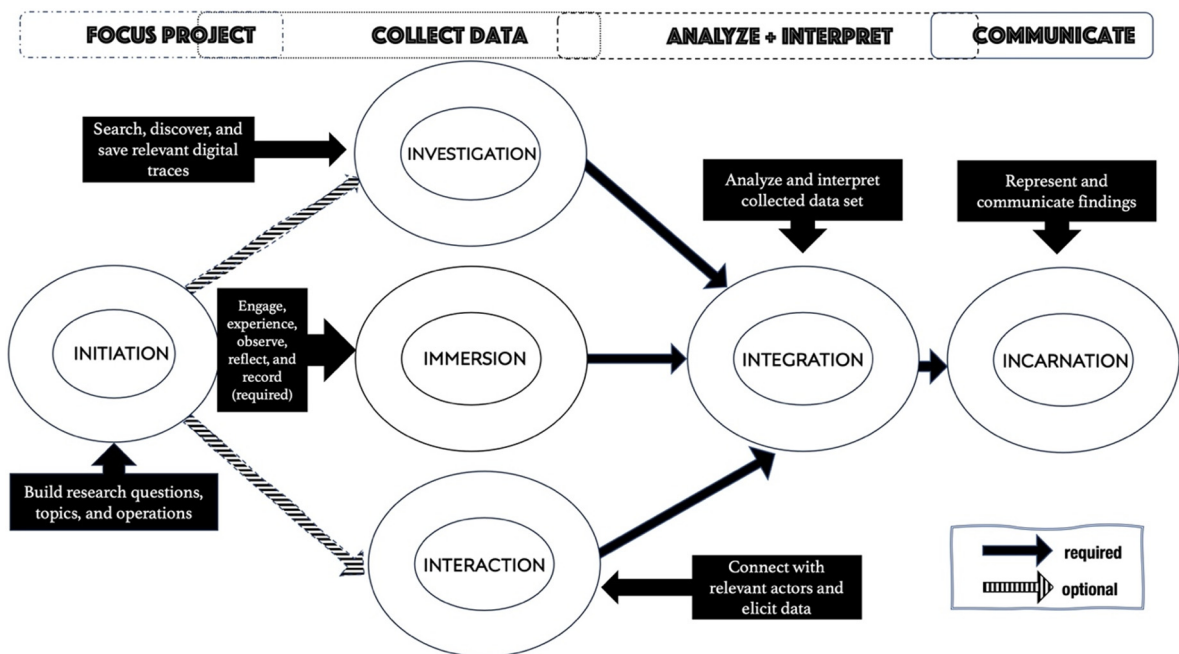 FOCUS PROJECT
COLLECT DATA
ANALYZE + INTERPRET
COMMUNICATE
Search, discover, and
save relevant digital
traces
INVESTIGATION
Analyze and interpret
collected data set
Represent and
communicate findings
INITIATION
Engage,
experience,
observe,
reflect, and
record
(required)
IMMERSION
INTEGRATION
INCARNATION
Build research questions,
topics, and operations
INTERACTION
Connect with
relevant actors and
elicit data
required
optional